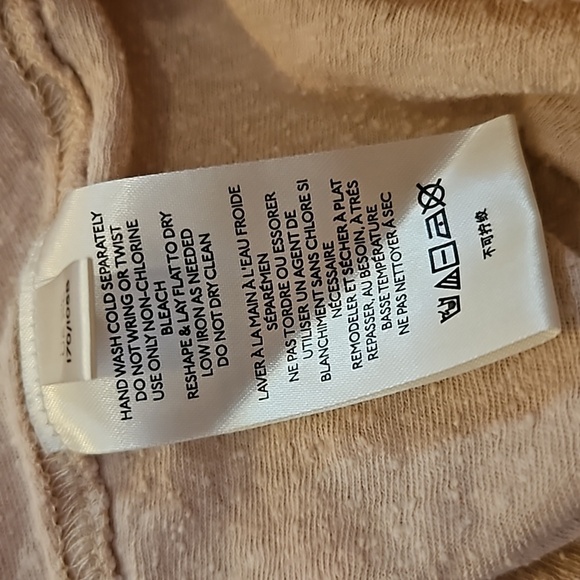 HAND WASH COLD SEPARATELY
DO NOT WRING OR TWIST
USE ONLY NON-CHLORINE
BLEACH
RESHAPE & LAY FLAT TO DRY
LOW IRON AS NEEDED
DO NOT DRY CLEAN
LAVER À LA MAIN À L'EAU FROIDE
SÉPARÉMEN
NE PAS TORDRE OU ESSORER
UTILISER UN AGENT DE
BLANCHIMENT SANS CHLORE SI
NÉCESSAIRE
REMODELER ET SÉCHER À PLAT
REPASSER, AU BESOIN, À TRÈS
BASSE TEMPÉRATURE
NE PAS NETTOYER À SEC
不可拧绞